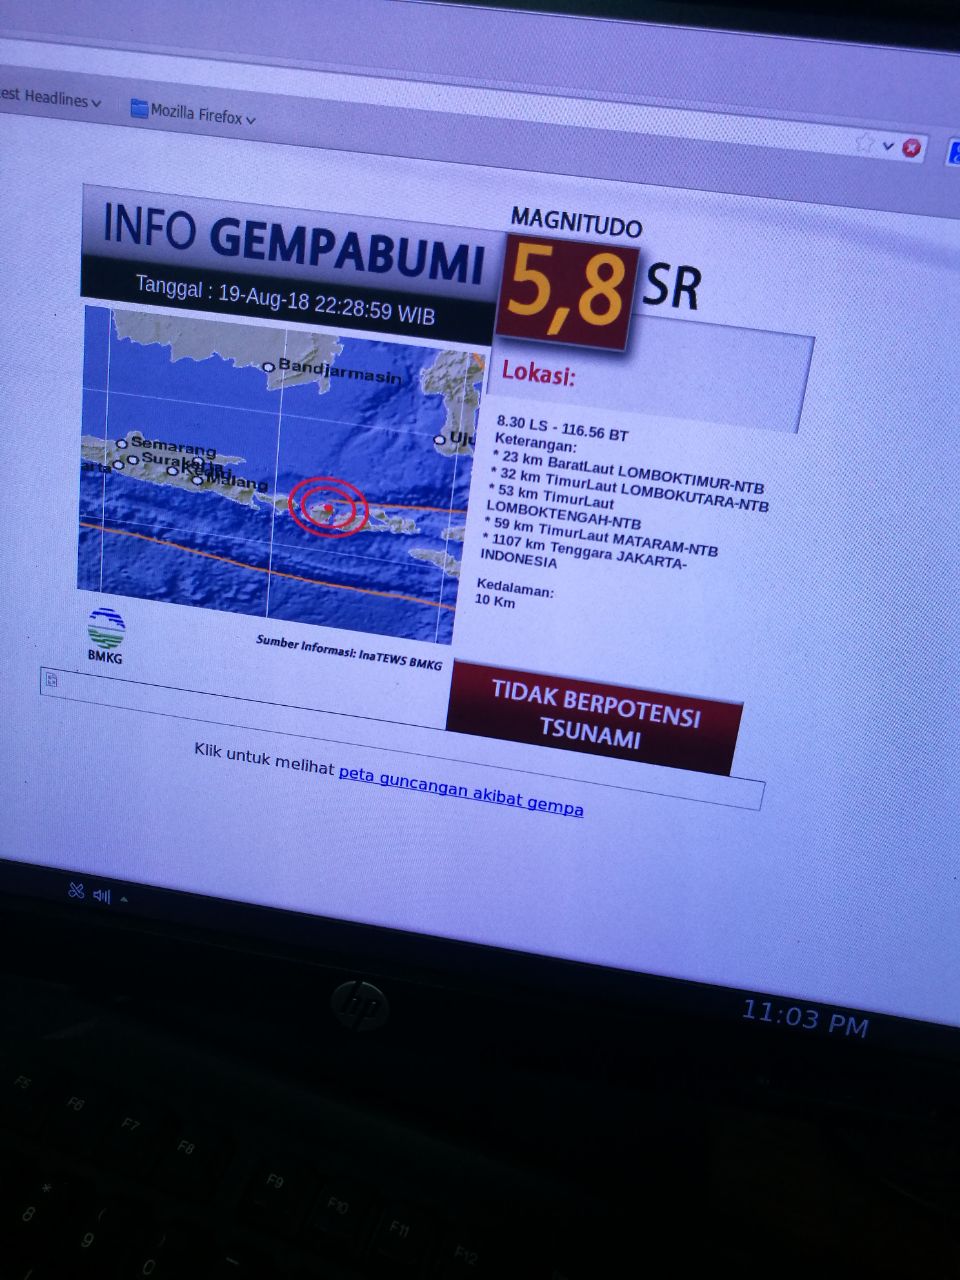 est Headlines
Mozilla Firefox
INFO GEMPABUMI
MAGNITUDO
5,8 SR
Tanggal : 19-Aug-18 22:28:59 WIB
Lokasi:
8.30 LS - 116.56 BT
Keterangan:
* 23 km BaratLaut LOMBOKTIMUR-NTB
* 32 km TimurLaut LOMBOKUTARA-NTB
* 53 km TimurLaut
LOMBOKTENGAH-NTB
* 59 km TimurLaut MATARAM-NTB
* 1107 km Tenggara JAKARTA-
INDONESIA
Kedalaman:
10 Km
Bandjarmasin
Uju
Semarang
arta
Malang
BMKG
Sumber Informasi: InaTEWS BMKG
TIDAK BERPOTENSI
TSUNAMI
Klik untuk melihat peta guncangan akibat gempa
hp
11:03 PM
F5
F6
F7
F8
F9
F10
F11
F12
*
8
(
9
)
0